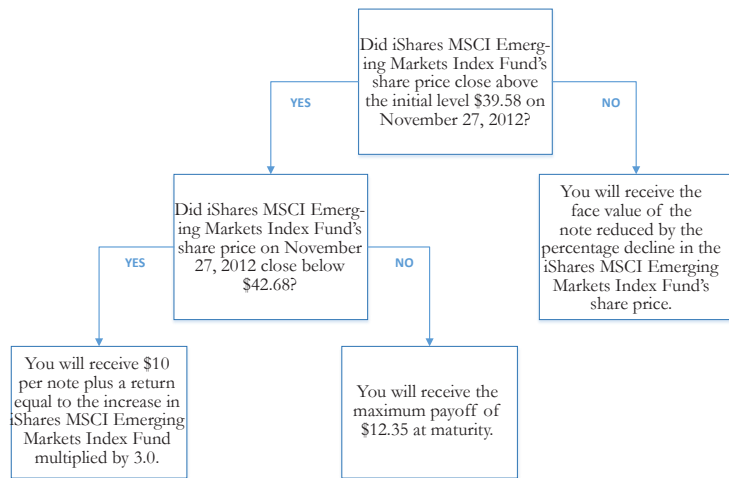 Did iShares MSCI Emerg-
ing Markets Index Fund's
share price close above
the initial level $39.58 on
November 27, 2012?
YES
NO
Did iShares MSCI Emerg-
ing Markets Index Fund's
share price on November
27, 2012 close below
$42.68?
You will receive the
face value of the
note reduced by the
percentage decline in the
iShares MSCI Emerging
Markets Index Fund's
share price.
YES
NO
You will receive $10
per note plus a return
equal to the increase in
iShares MSCI Emerging
Markets Index Fund
multiplied by 3.0.
You will receive the
maximum payoff of
$12.35 at maturity.